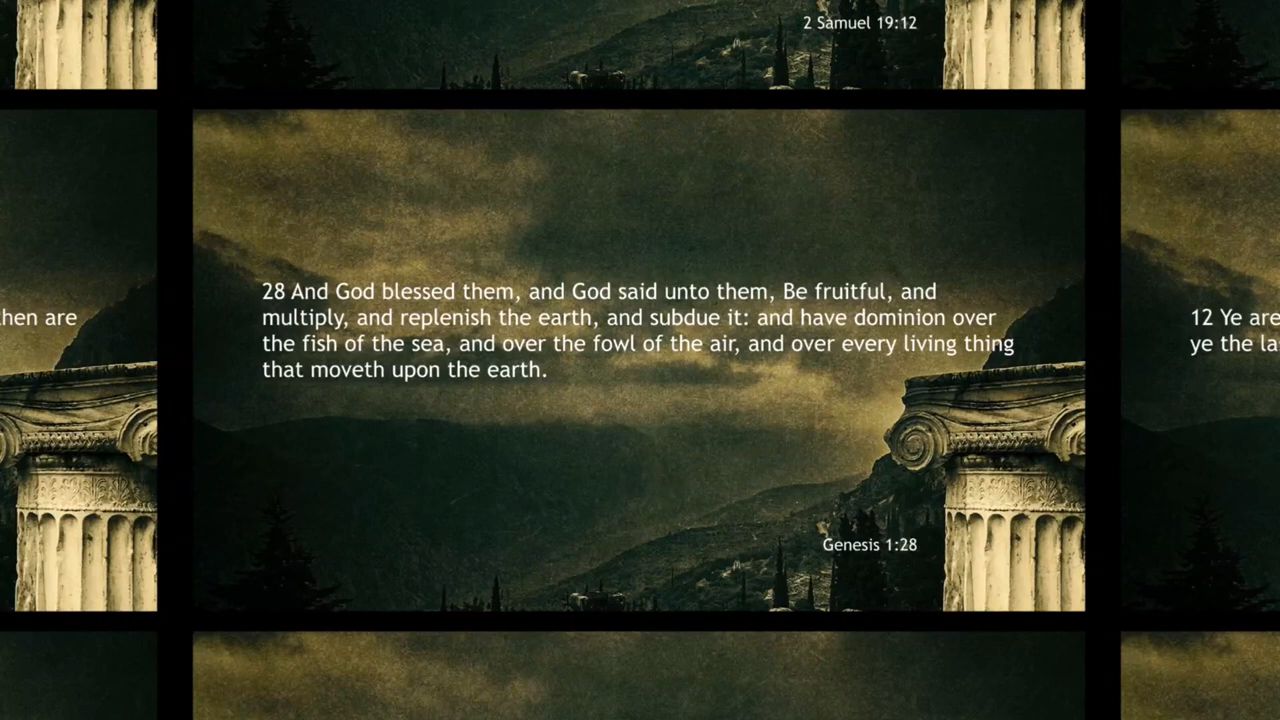 2 Samuel 19:12
28 And God blessed them, and God said unto them, Be fruitful, and
multiply, and replenish the earth, and subdue it: and have dominion over
the fish of the sea, and over the fowl of the air, and over every living thing
that moveth upon the earth.
Genesis 1:28
then are
12 Ye are
ye the